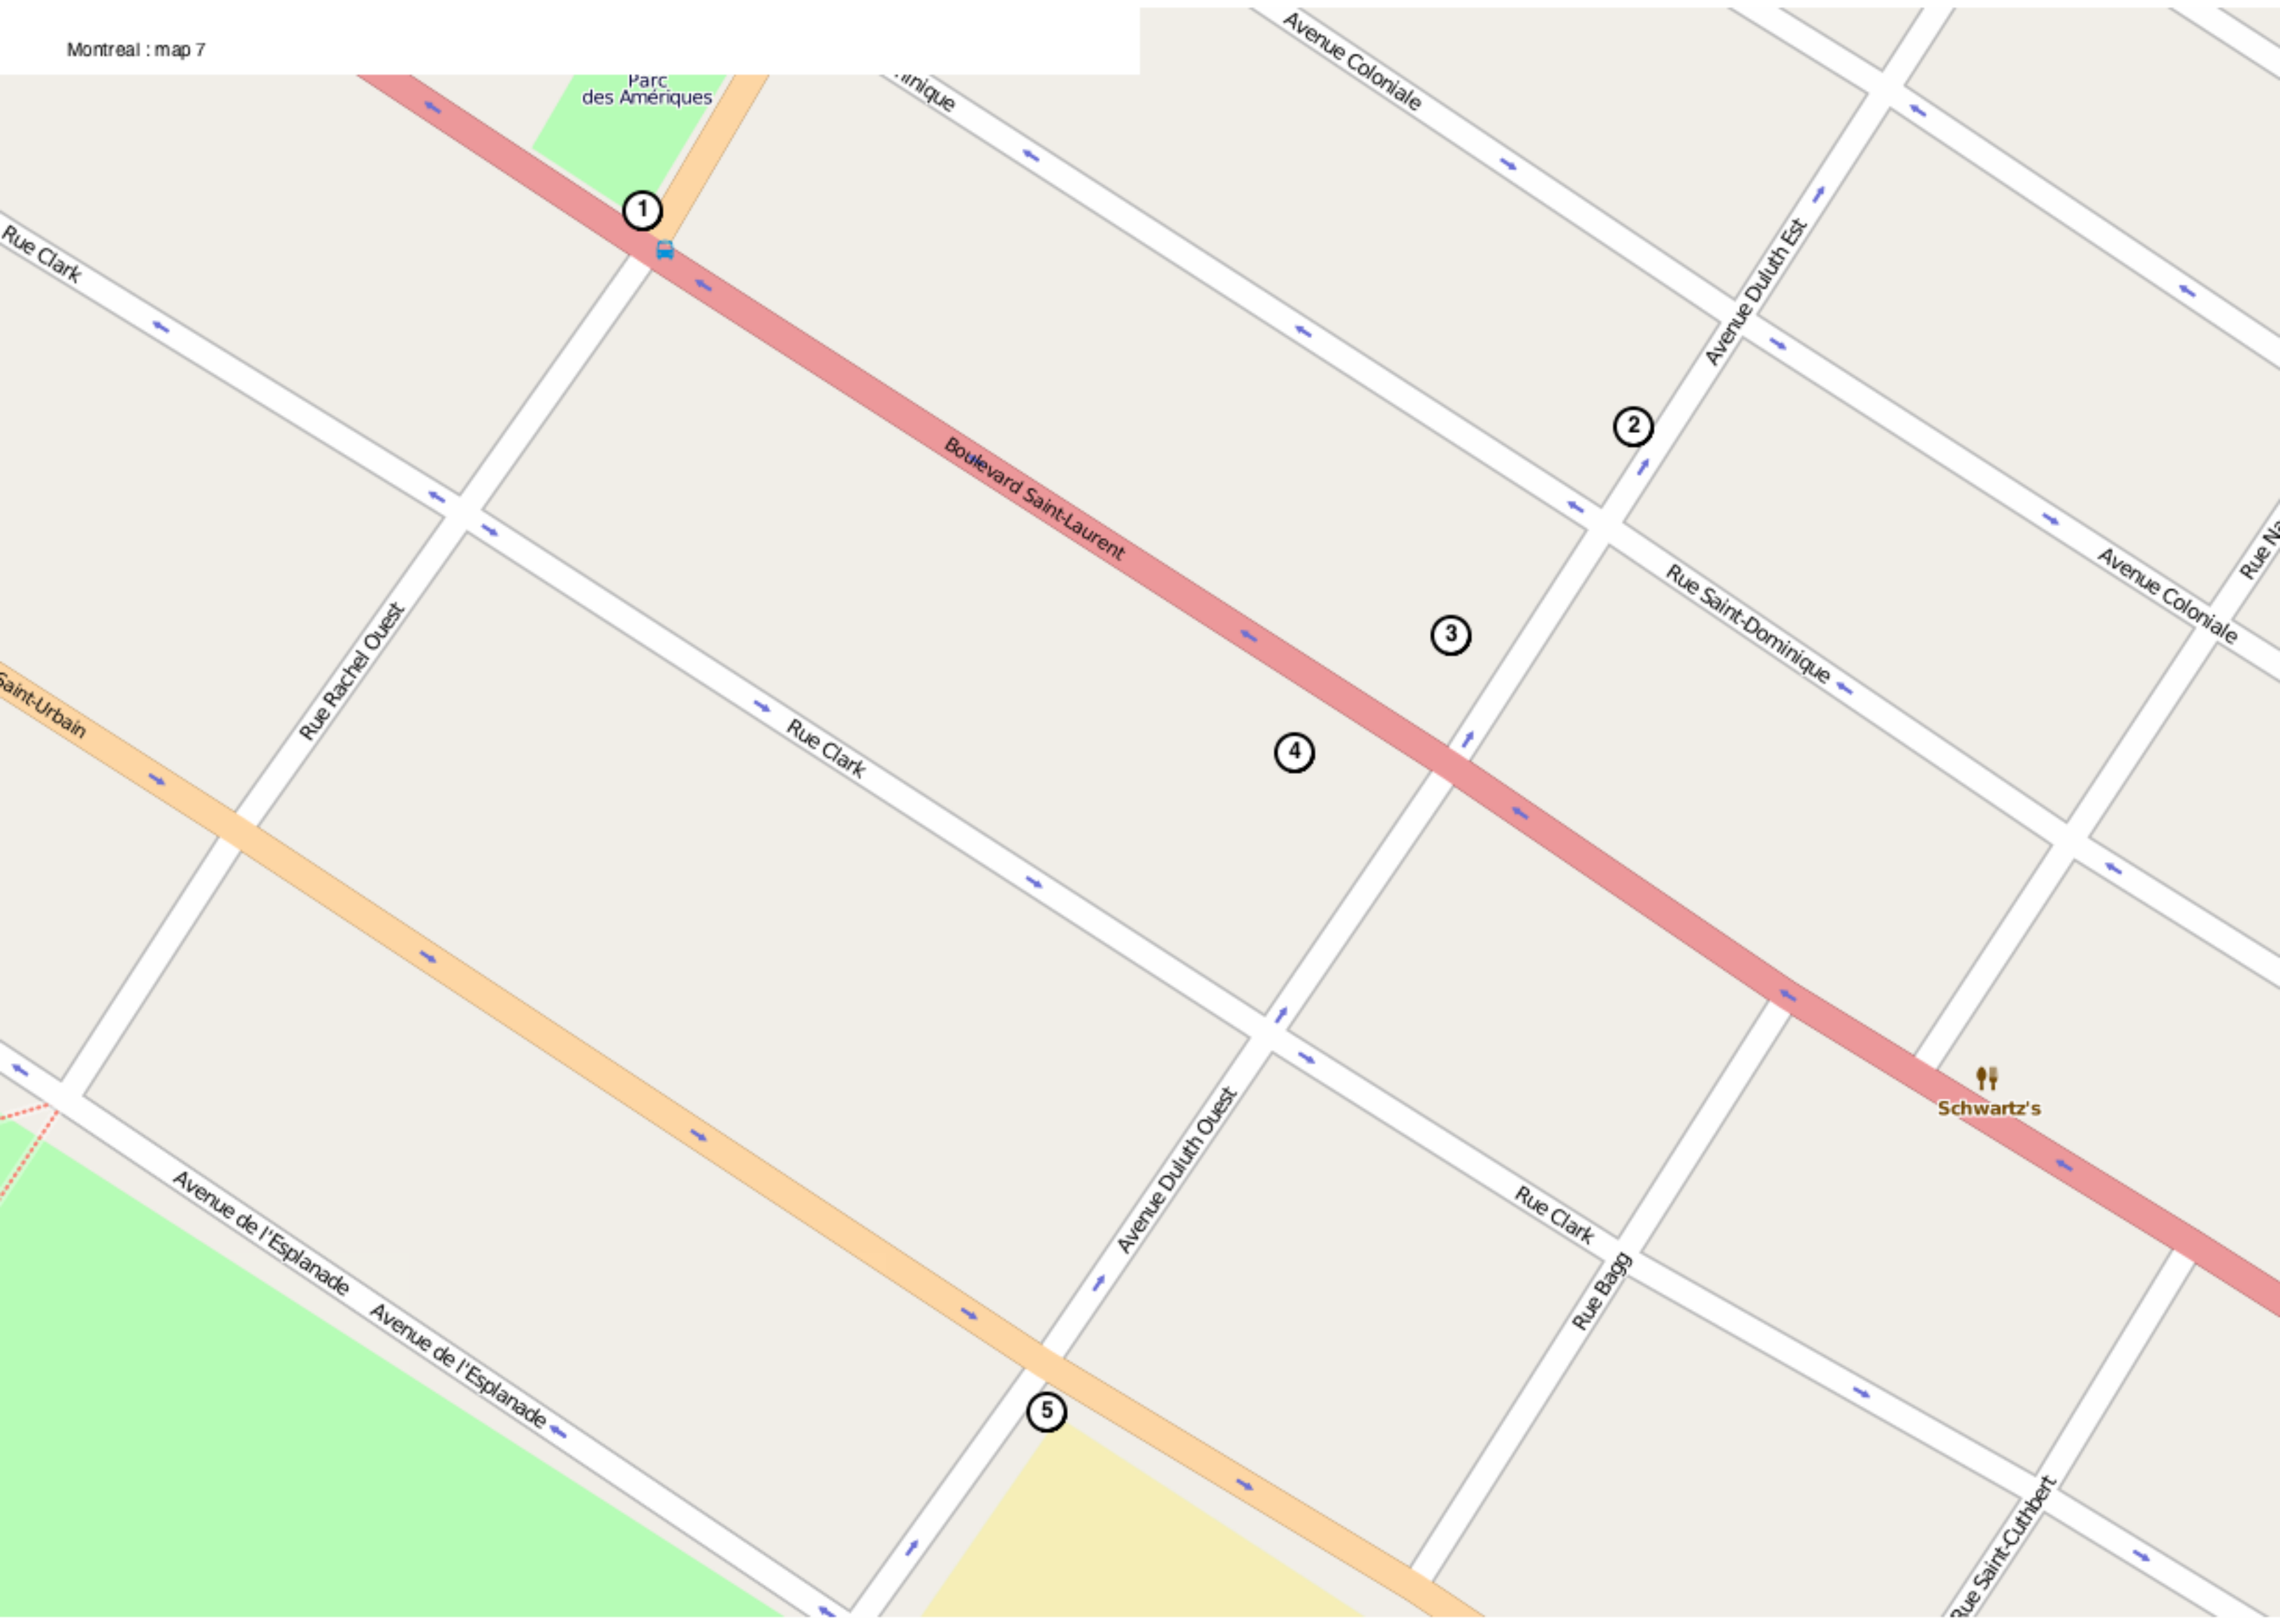 Montreal : map 7
Parc
des Amériques
Avenue Coloniale
Rue Clark
1
Avenue Duluth Est
2
Boulevard Saint-Laurent
Rue Saint-Dominique
Avenue Coloniale
3
Rue Rachel Ouest
Saint-Urbain
Rue Clark
4
Schwartz's
Avenue Duluth Ouest
Rue Clark
Rue Bagg
Avenue de l'Esplanade
Avenue de l'Esplanade
5
Rue Saint-Cuthbert